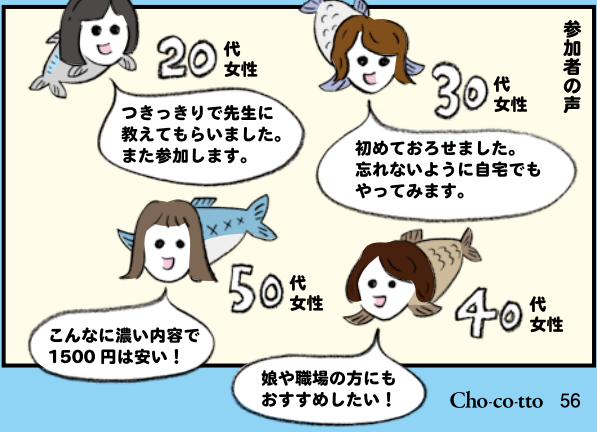 参加者の声
20代
女性
つきっきりで先生に
教えてもらいました。
また参加します。
30代
女性
初めておろせました。
忘れないように自宅でも
やってみます。
50代
女性
こんなに濃い内容で
1500円は安い！
40代
女性
娘や職場の方にも
おすすめしたい！
Cho-co-tto 56